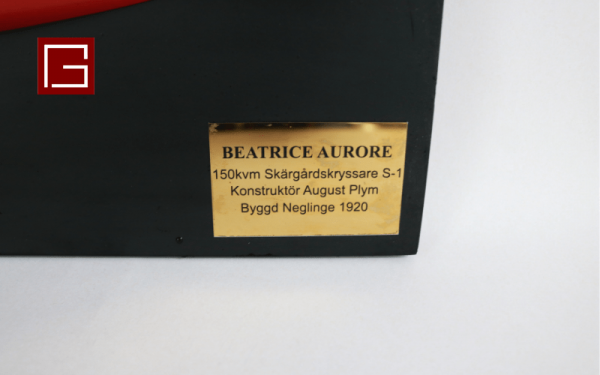 BEATRICE AURORE
150kvm Skärgårdskryssare S-1
Konstruktör August Plym
Byggd Neglinge 1920